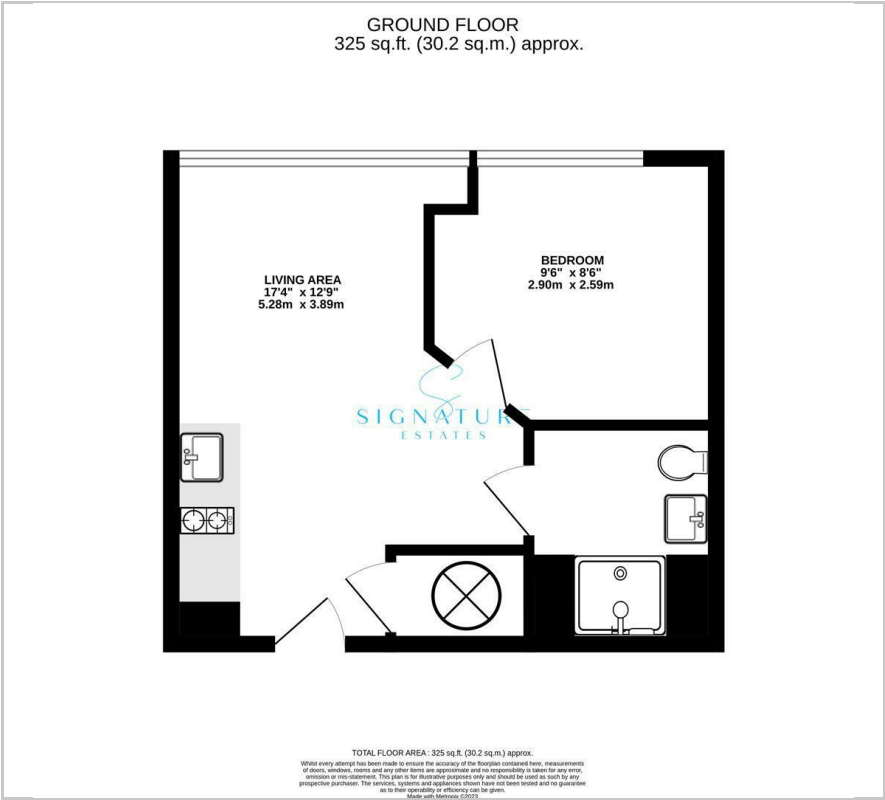 GROUND FLOOR
325 sq.ft. (30.2 sq.m.) approx.
BEDROOM
9'6" x 8'6"
2.90m x 2.59m
LIVING AREA
17'4" x 12'9"
5.28m x 3.89m
SIGNATURE
ESTATES
TOTAL FLOOR AREA : 325 sq.ft. (30.2 sq.m.) approx.
Whilst every attempt has been made to ensure the accuracy of the floorplan contained here, measurements
of doors, windows, rooms and any other items are approximate and no responsibility is taken for any error,
omission or mis-statement. This plan is for illustrative purposes only and should be used as such by any
prospective purchaser. The services, systems and appliances shown have not been tested and no guarantee
as to their operability or efficiency can be given.
Made with Metropix ©2023